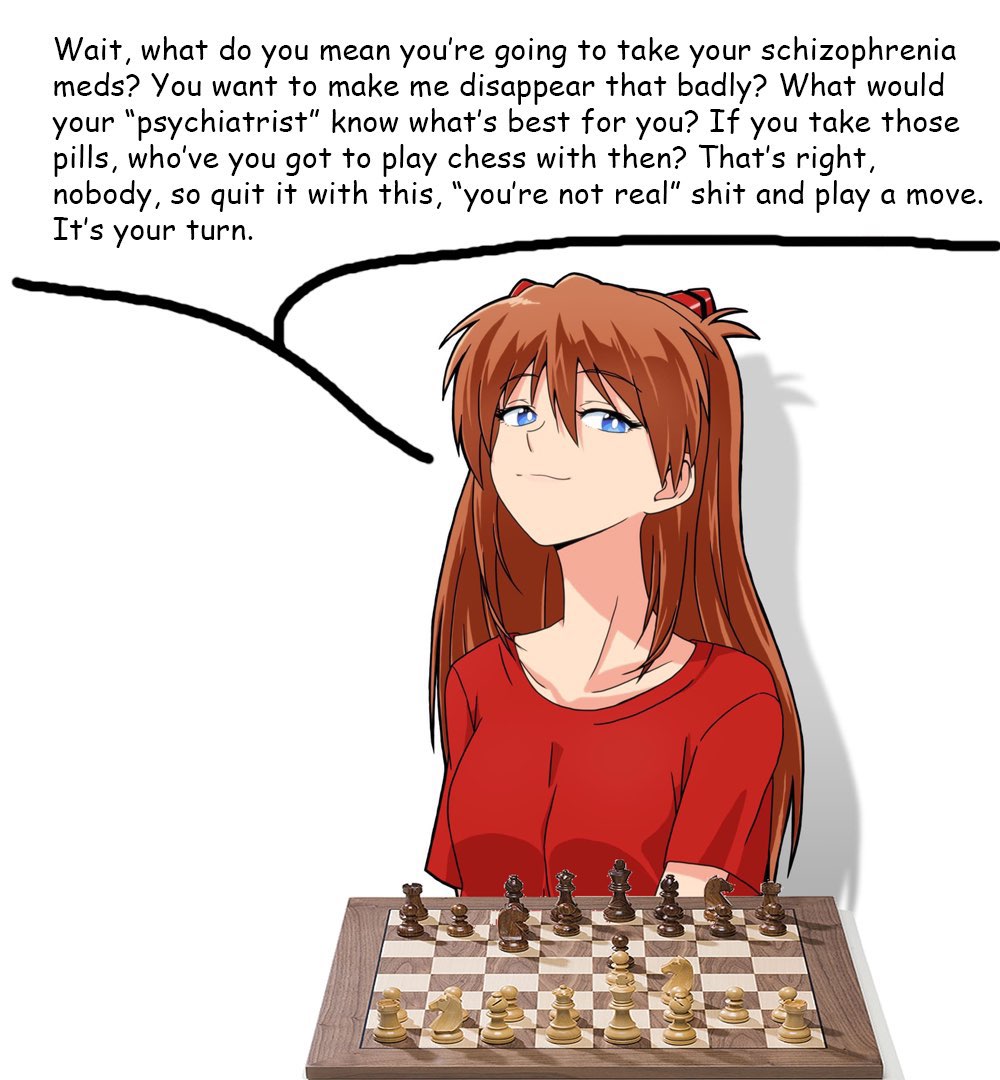 Wait, what do you mean you’re going to take your schizophrenia
meds? You want to make me disappear that badly? What would
your “psychiatrist” know what’s best for you? If you take those
pills, who’ve you got to play chess with then? That’s right,
nobody, so quit it with this, “you’re not real” shit and play a move.
It’s your turn.